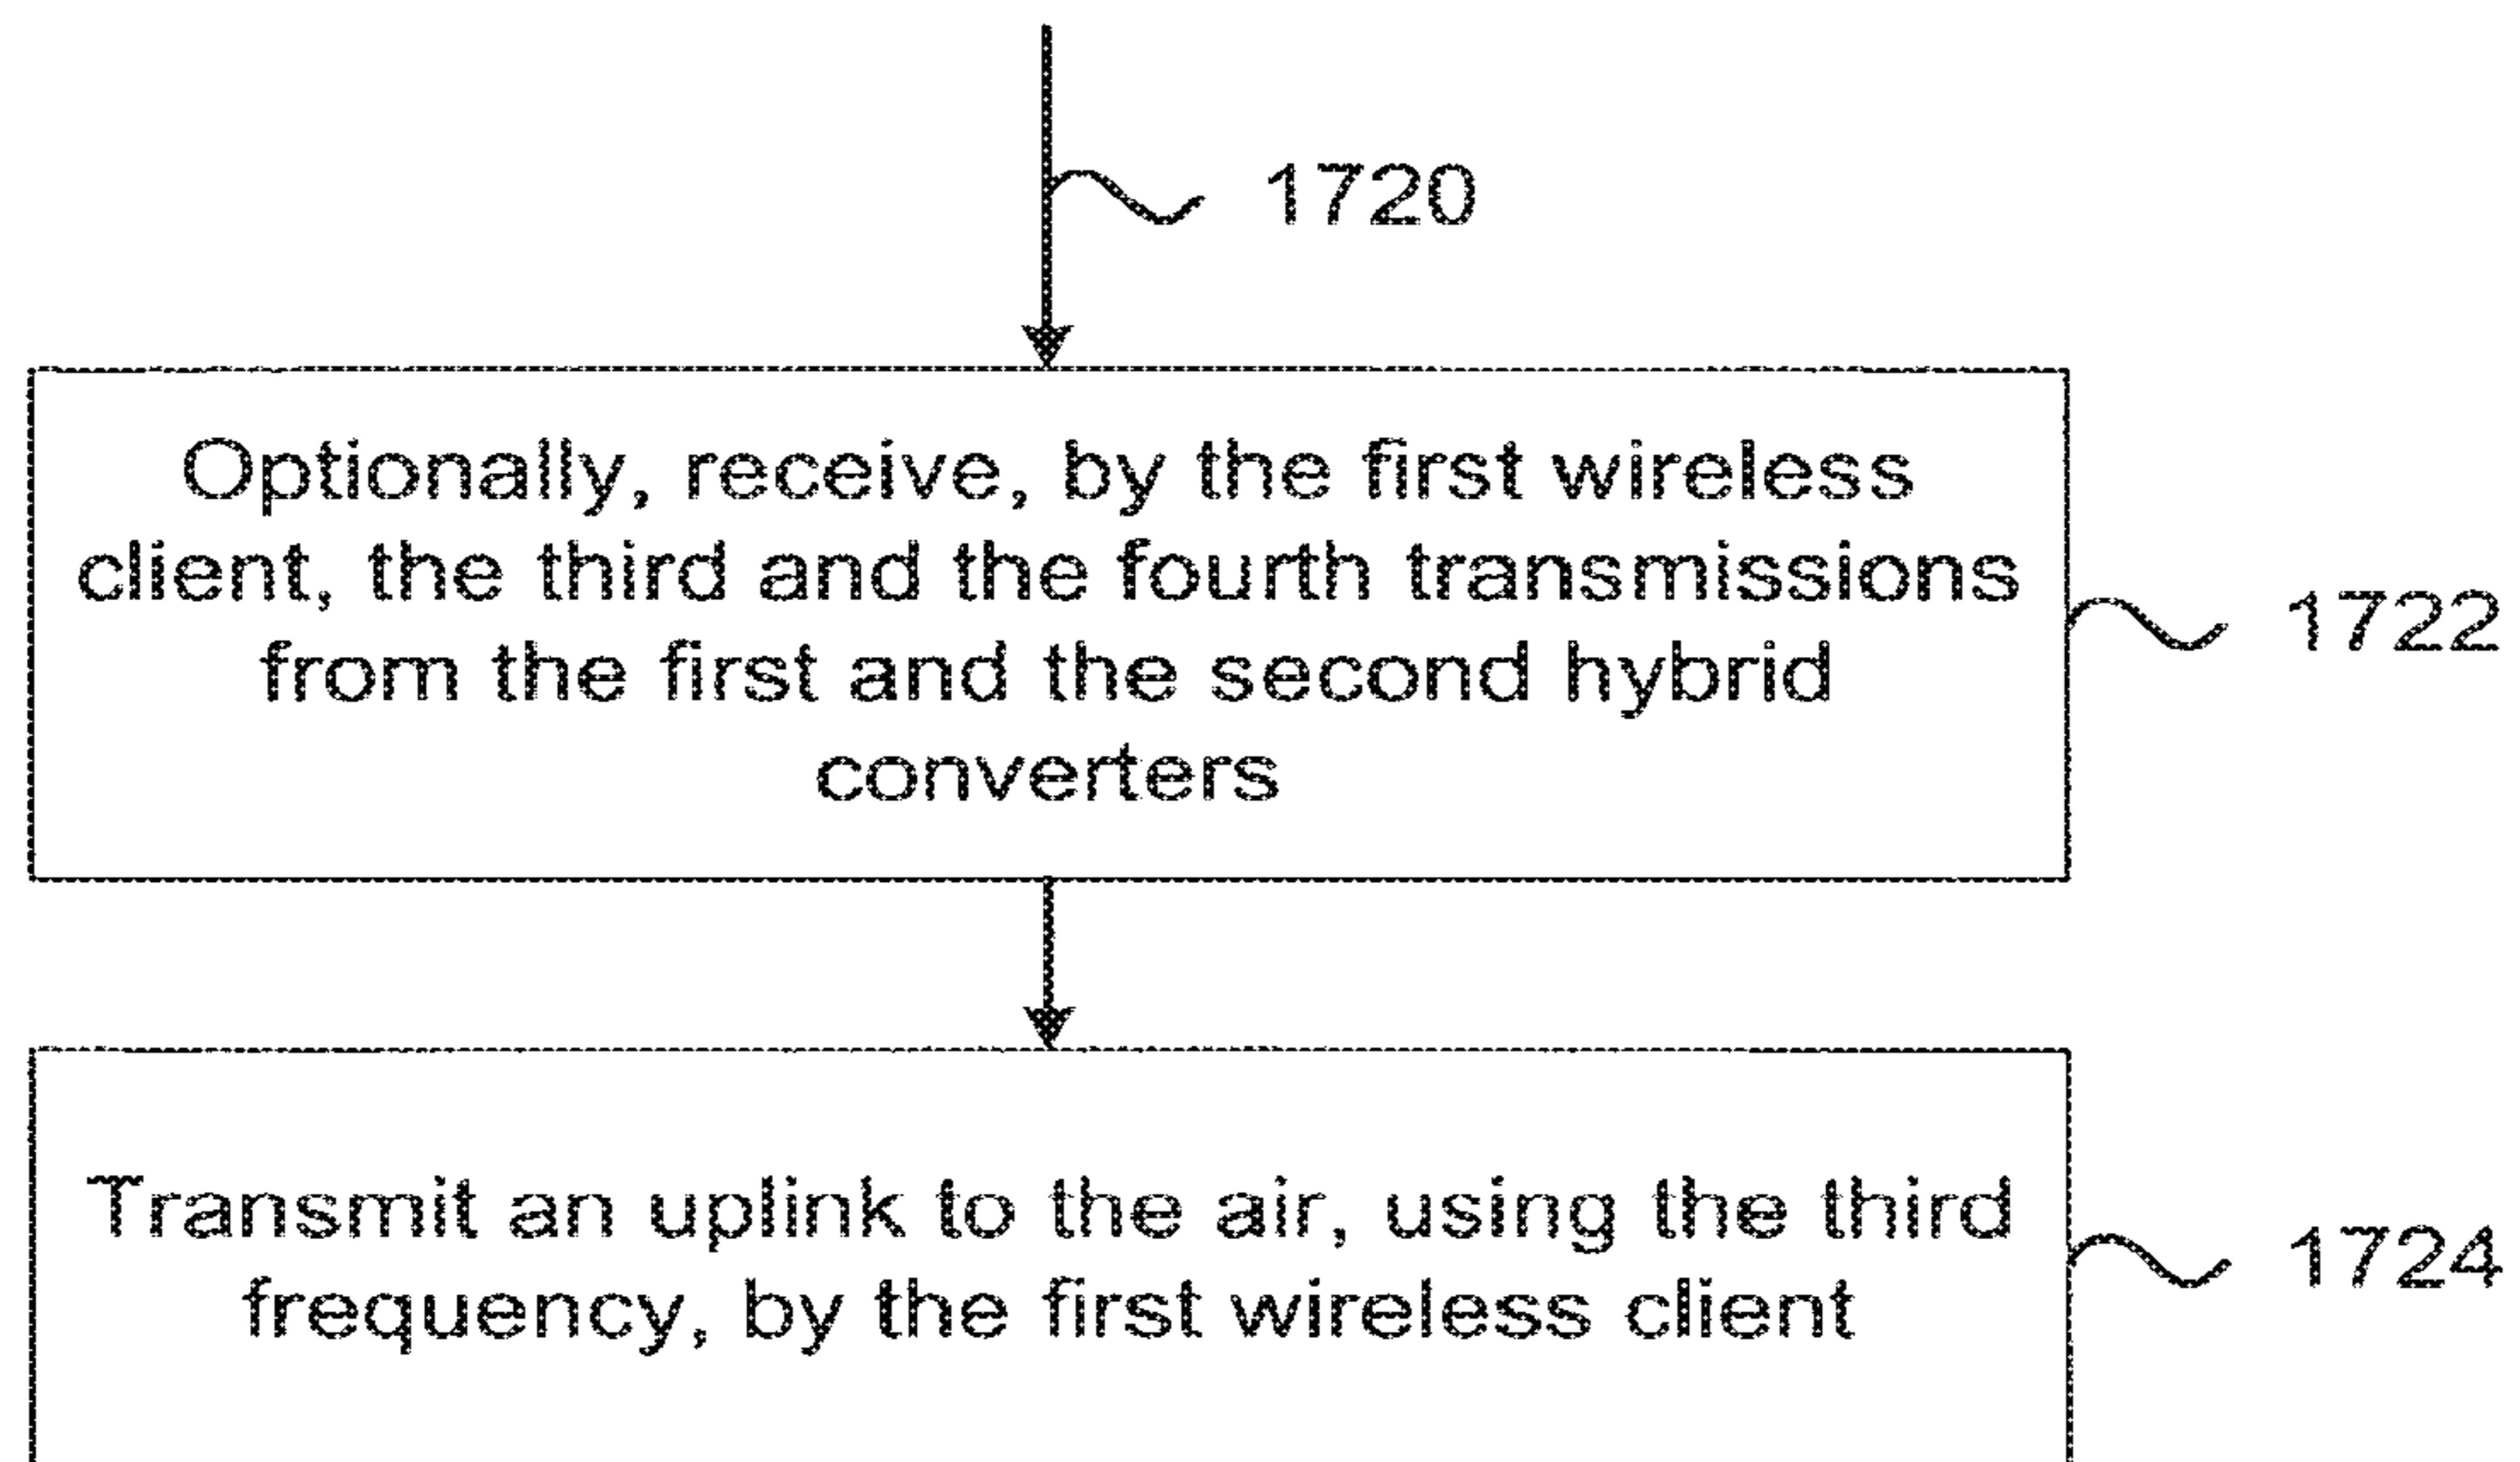 1720
Optionally, receive, by the first wireless
client, the third and the fourth transmissions
from the first and the second hybrid
converters
1722
Transmit an uplink to the air, using the third
frequency, by the first wireless client
1724